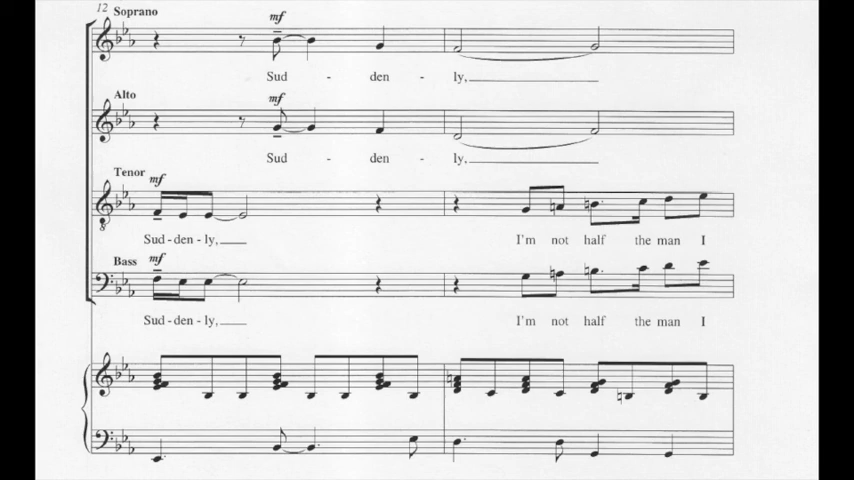 12 Soprano
mf
Sud - den - ly,
Alto
mf
Sud - den - ly,
Tenor
mf
Sud - den - ly, I'm not half the man I
Bass
mf
Sud - den - ly, I'm not half the man I